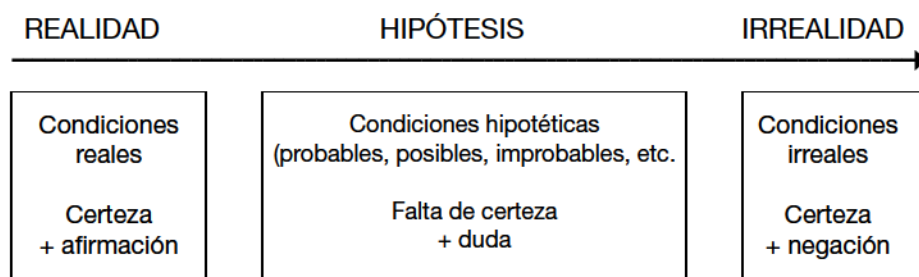 REALIDAD HIPÓTESIS IRREALIDAD
Condiciones
reales
Certeza
+ afirmación
Condiciones hipotéticas
(probables, posibles, improbables, etc.
Falta de certeza
+ duda
Condiciones
irreales
Certeza
+ negación